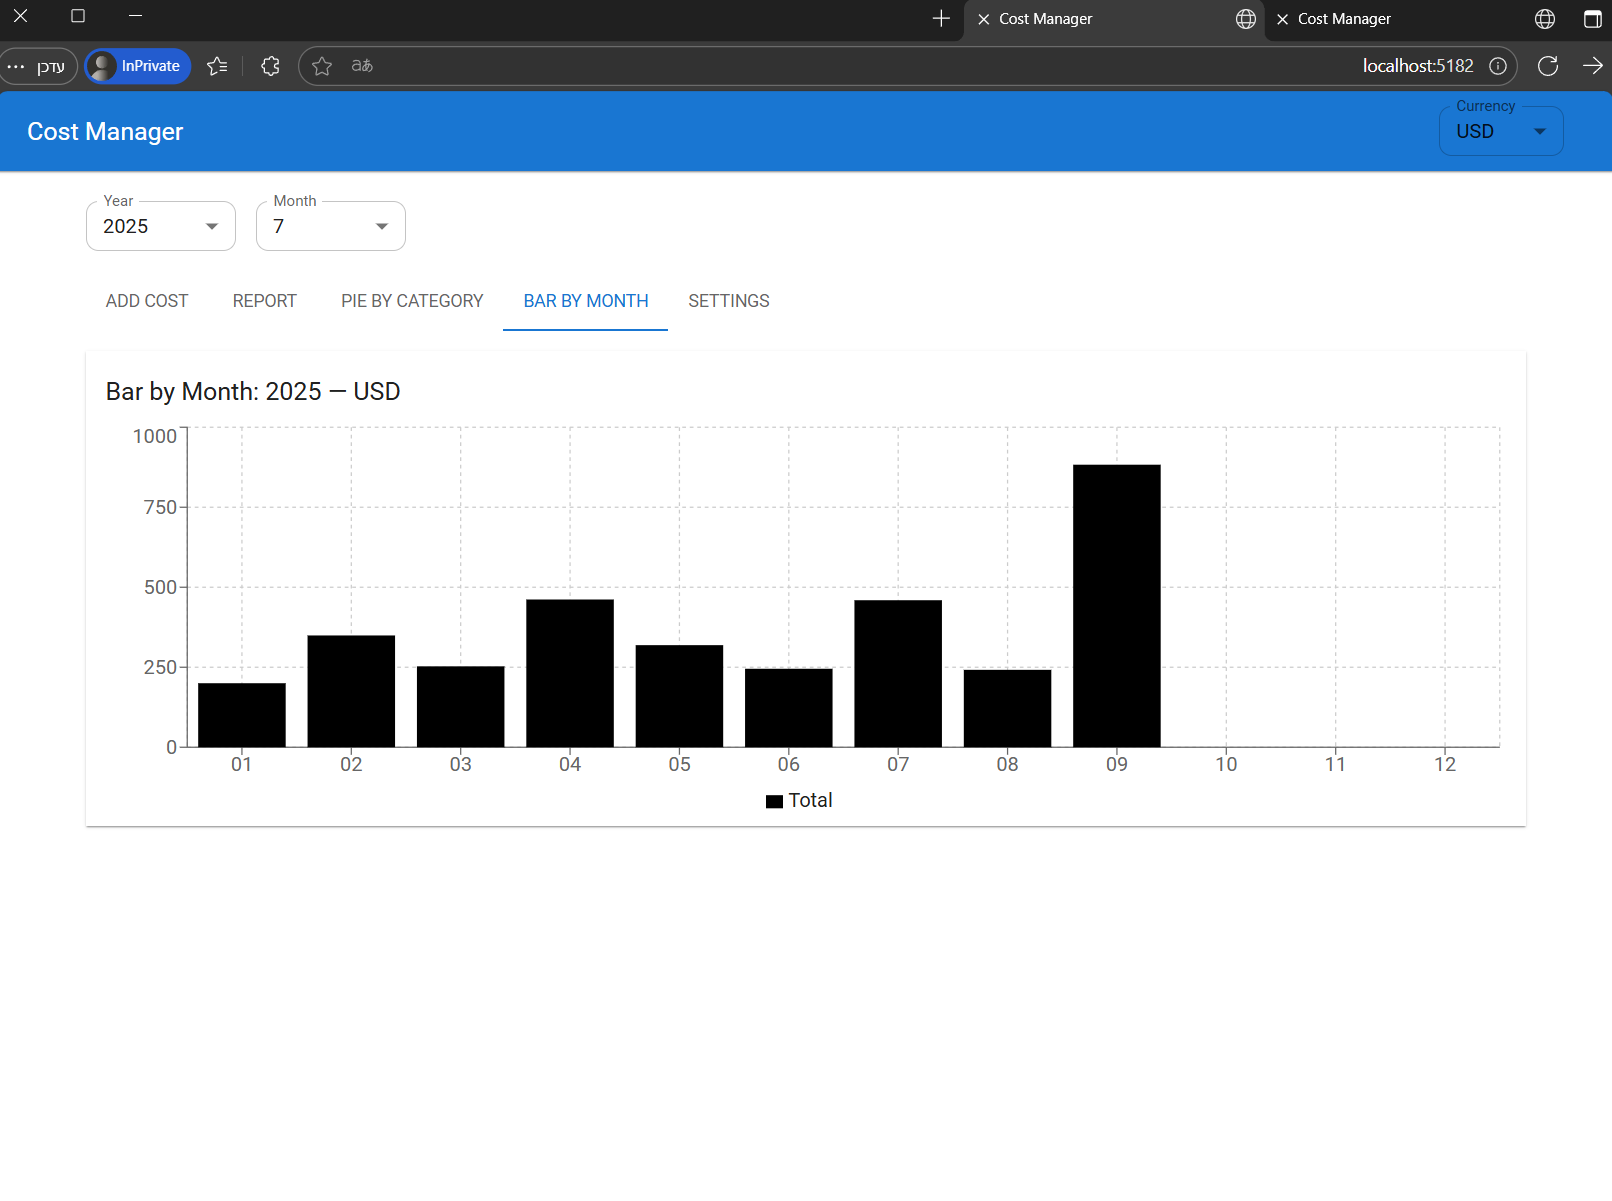 Cost Manager
Cost Manager
עדכן
InPrivate
aあ
localhost:5182
Cost Manager
Currency
USD
Year
2025
Month
7
ADD COST
REPORT
PIE BY CATEGORY
BAR BY MONTH
SETTINGS
Bar by Month: 2025 — USD
1000
750
500
250
0
01 02 03 04 05 06 07 08 09 10 11 12
Total